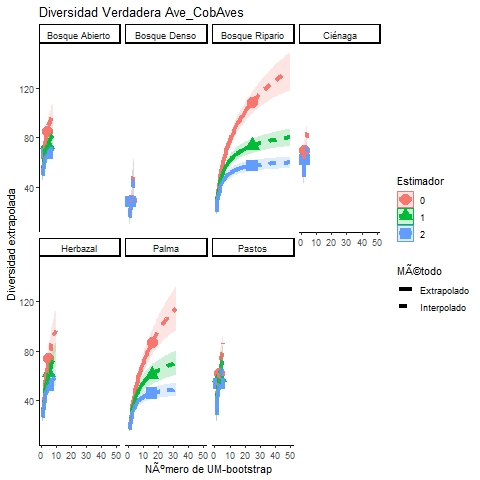 Diversidad Verdadera Ave_CobAves
Bosque Abierto
Bosque Denso
Bosque Ripario
Ciénaga
120
80
40
0 10 20 30 40 50
Herbazal
Palma
Pastos
120
80
40
0 10 20 30 40 50
0 10 20 30 40 50
0 10 20 30 40 50
Diversidad extrapolada
NÃºmero de UM-bootstrap
Estimador
0
1
2
MÃ©todo
Extrapolado
Interpolado